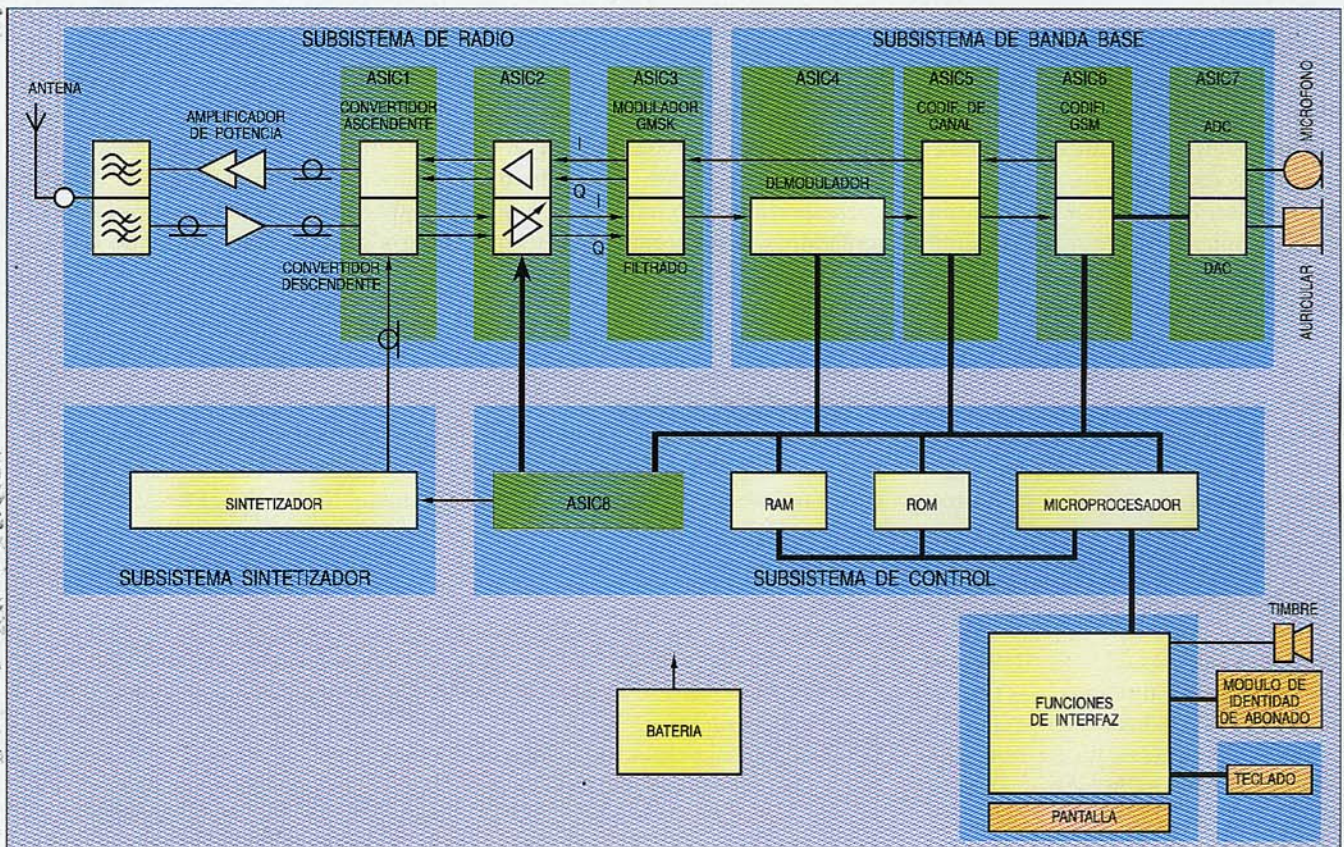 SUBSISTEMA DE RADIO
SUBSISTEMA DE BANDA BASE
ANTENA
AMPLIFICADOR
DE POTENCIA
ASIC1
CONVERTIDOR
ASCENDENTE
ASIC2
ASIC3
MODULADOR
GMSK
ASIC4
ASIC5
CODIF. DE
CANAL
ASIC6
CODIFI.
GSM
ASIC7
ADC
MICROFONO
I
Q
I
Q
DEMODULADOR
CONVERTIDOR
DESCENDENTE
FILTRADO
DAC
AURICULAR
SINTETIZADOR
ASIC8
RAM
ROM
MICROPROCESADOR
SUBSISTEMA SINTETIZADOR
SUBSISTEMA DE CONTROL
TIMBRE
BATERIA
FUNCIONES
DE INTERFAZ
MODULO DE
IDENTIDAD
DE ABONADO
TECLADO
PANTALLA